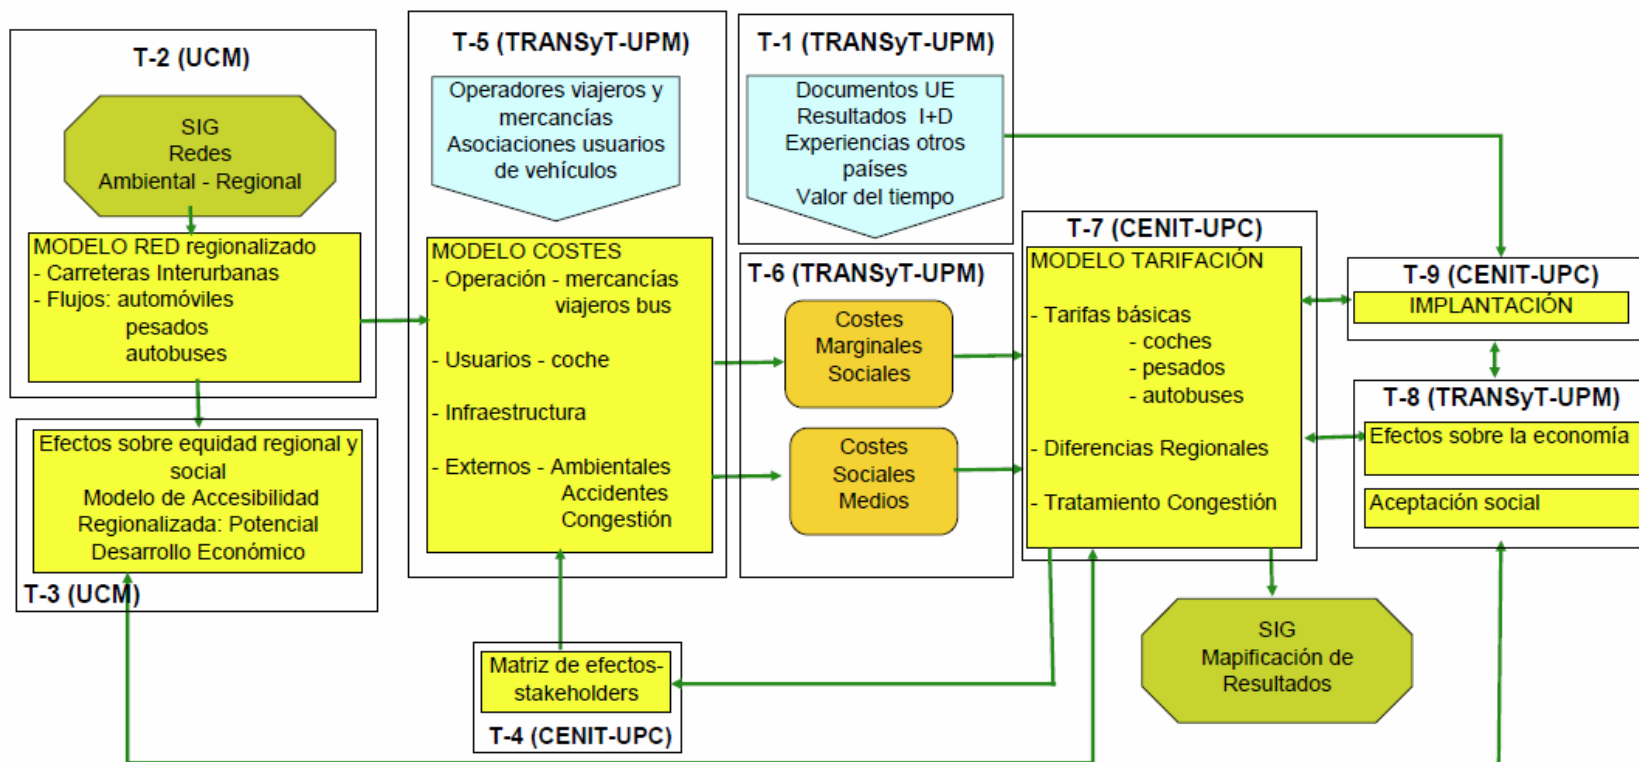 T-2 (UCM)
SIG
Redes
Ambiental - Regional
MODELO RED regionalizado
- Carreteras Interurbanas
- Flujos: automóviles
pesados
autobuses
Efectos sobre equidad regional y
social
Modelo de Accesibilidad
Regionalizada: Potencial
Desarrollo Económico
T-3 (UCM)
T-5 (TRANSyT-UPM)
Operadores viajeros y
mercancías
Asociaciones usuarios
de vehículos
MODELO COSTES
- Operación - mercancías
viajeros bus
- Usuarios - coche
- Infraestructura
- Externos - Ambientales
Accidentes
Congestión
Matriz de efectos-
stakeholders
T-4 (CENIT-UPC)
T-1 (TRANSyT-UPM)
Documentos UE
Resultados I+D
Experiencias otros
países
Valor del tiempo
T-6 (TRANSyT-UPM)
Costes
Marginales
Sociales
Costes
Sociales
Medios
T-7 (CENIT-UPC)
MODELO TARIFACIÓN
- Tarifas básicas
- coches
- pesados
- autobuses
- Diferencias Regionales
- Tratamiento Congestión
SIG
Mapificación de
Resultados
T-9 (CENIT-UPC)
IMPLANTACIÓN
T-8 (TRANSyT-UPM)
Efectos sobre la economía
Aceptación social